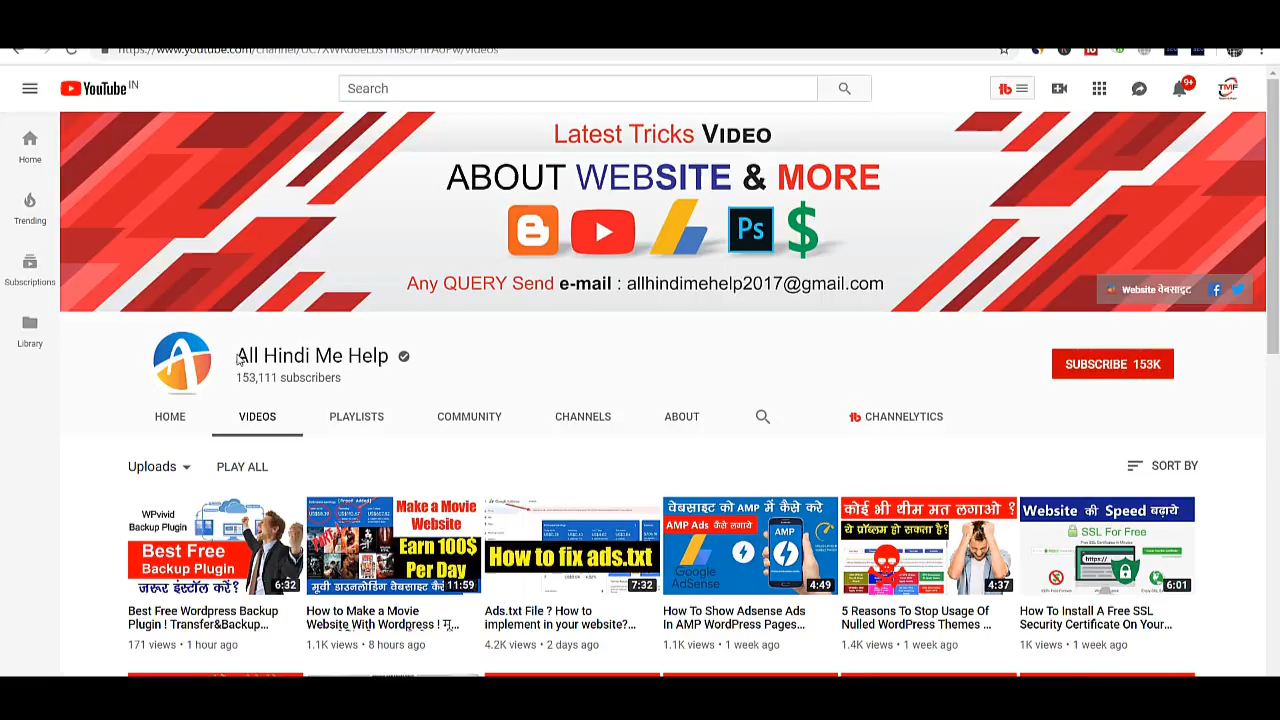 YouTube IN
Search
9+
TMF
Home
Trending
Subscriptions
Library
Latest Tricks VIDEO
ABOUT WEBSITE & MORE
Ps
$
Any QUERY Send e-mail : allhindimehelp2017@gmail.com
Website वेबसाइट
All Hindi Me Help
153,111 subscribers
SUBSCRIBE 153K
HOME
VIDEOS
PLAYLISTS
COMMUNITY
CHANNELS
ABOUT
CHANNELYTICS
Uploads
PLAY ALL
SORT BY
WPvivid
Backup Plugin
Best Free
Backup Plugin
जरूर इंस्टॉल करें!
6:32
Make a Movie
Website
Earn 100$
Per Day
11:59
How to fix ads.txt
7:32
वेबसाइट को AMP में कैसे करे
AMP Ads कैसे लगाये
Google
AdSense
4:49
कोई भी थीम मत लगाओ ?
ये प्रॉब्लम हो सकता है?
4:37
Website की Speed बढ़ाये
SSL For Free
https://
6:01
Best Free Wordpress Backup
Plugin ! Transfer&Backup...
171 views • 1 hour ago
How to Make a Movie
Website With Wordpress ! मू...
1.1K views • 8 hours ago
Ads.txt File ? How to
implement in your website?...
4.2K views • 2 days ago
How To Show Adsense Ads
In AMP WordPress Pages...
1.1K views • 1 week ago
5 Reasons To Stop Usage Of
Nulled WordPress Themes ...
1.4K views • 1 week ago
How To Install A Free SSL
Security Certificate On Your...
1K views • 1 week ago